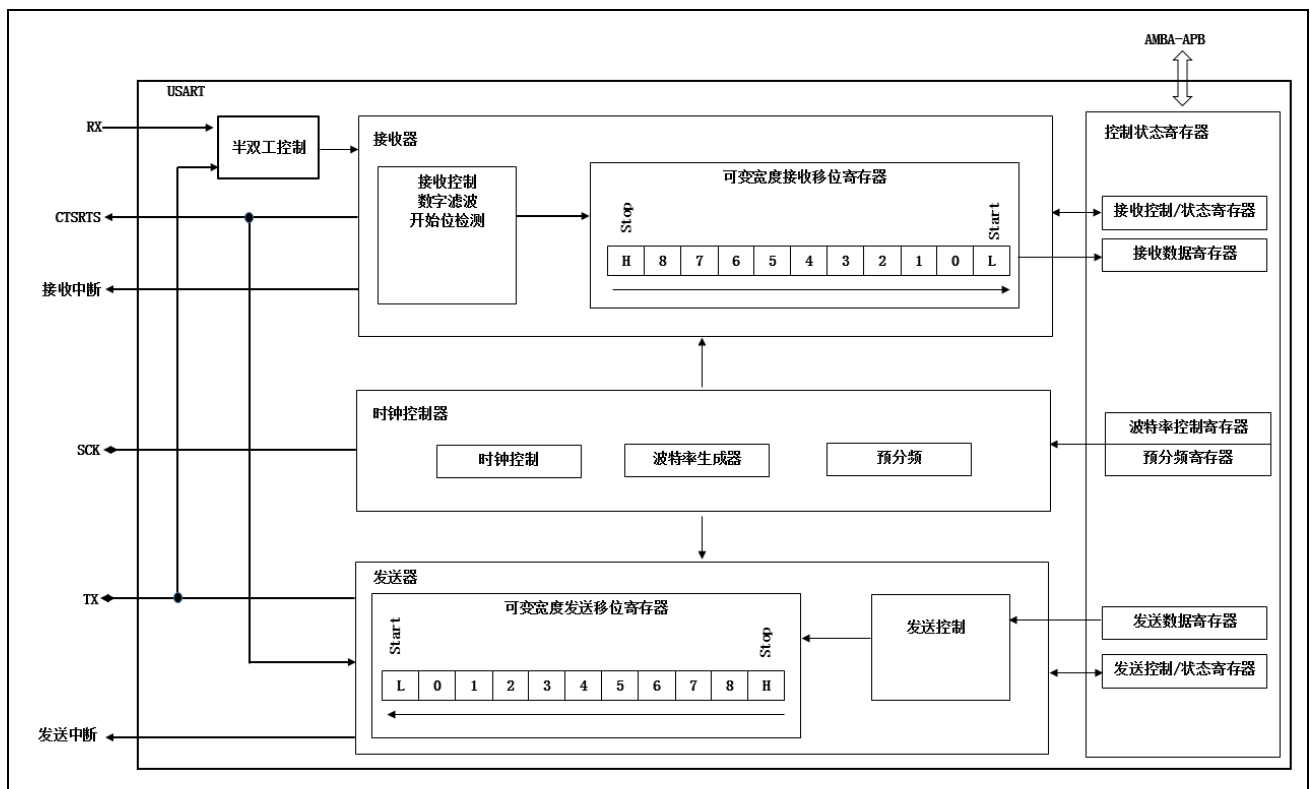 AMBA-APB
USART
RX
半双工控制
接收器
控制状态寄存器
接收控制
数字滤波
开始位检测
可变宽度接收移位寄存器
Stop
Start
H 8 7 6 5 4 3 2 1 0 L
CTSRTS
接收控制/状态寄存器
接收数据寄存器
接收中断
时钟控制器
波特率控制寄存器
预分频寄存器
SCK
时钟控制
波特率生成器
预分频
发送器
TX
可变宽度发送移位寄存器
发送控制
发送数据寄存器
Start
Stop
L 0 1 2 3 4 5 6 7 8 H
发送控制/状态寄存器
发送中断